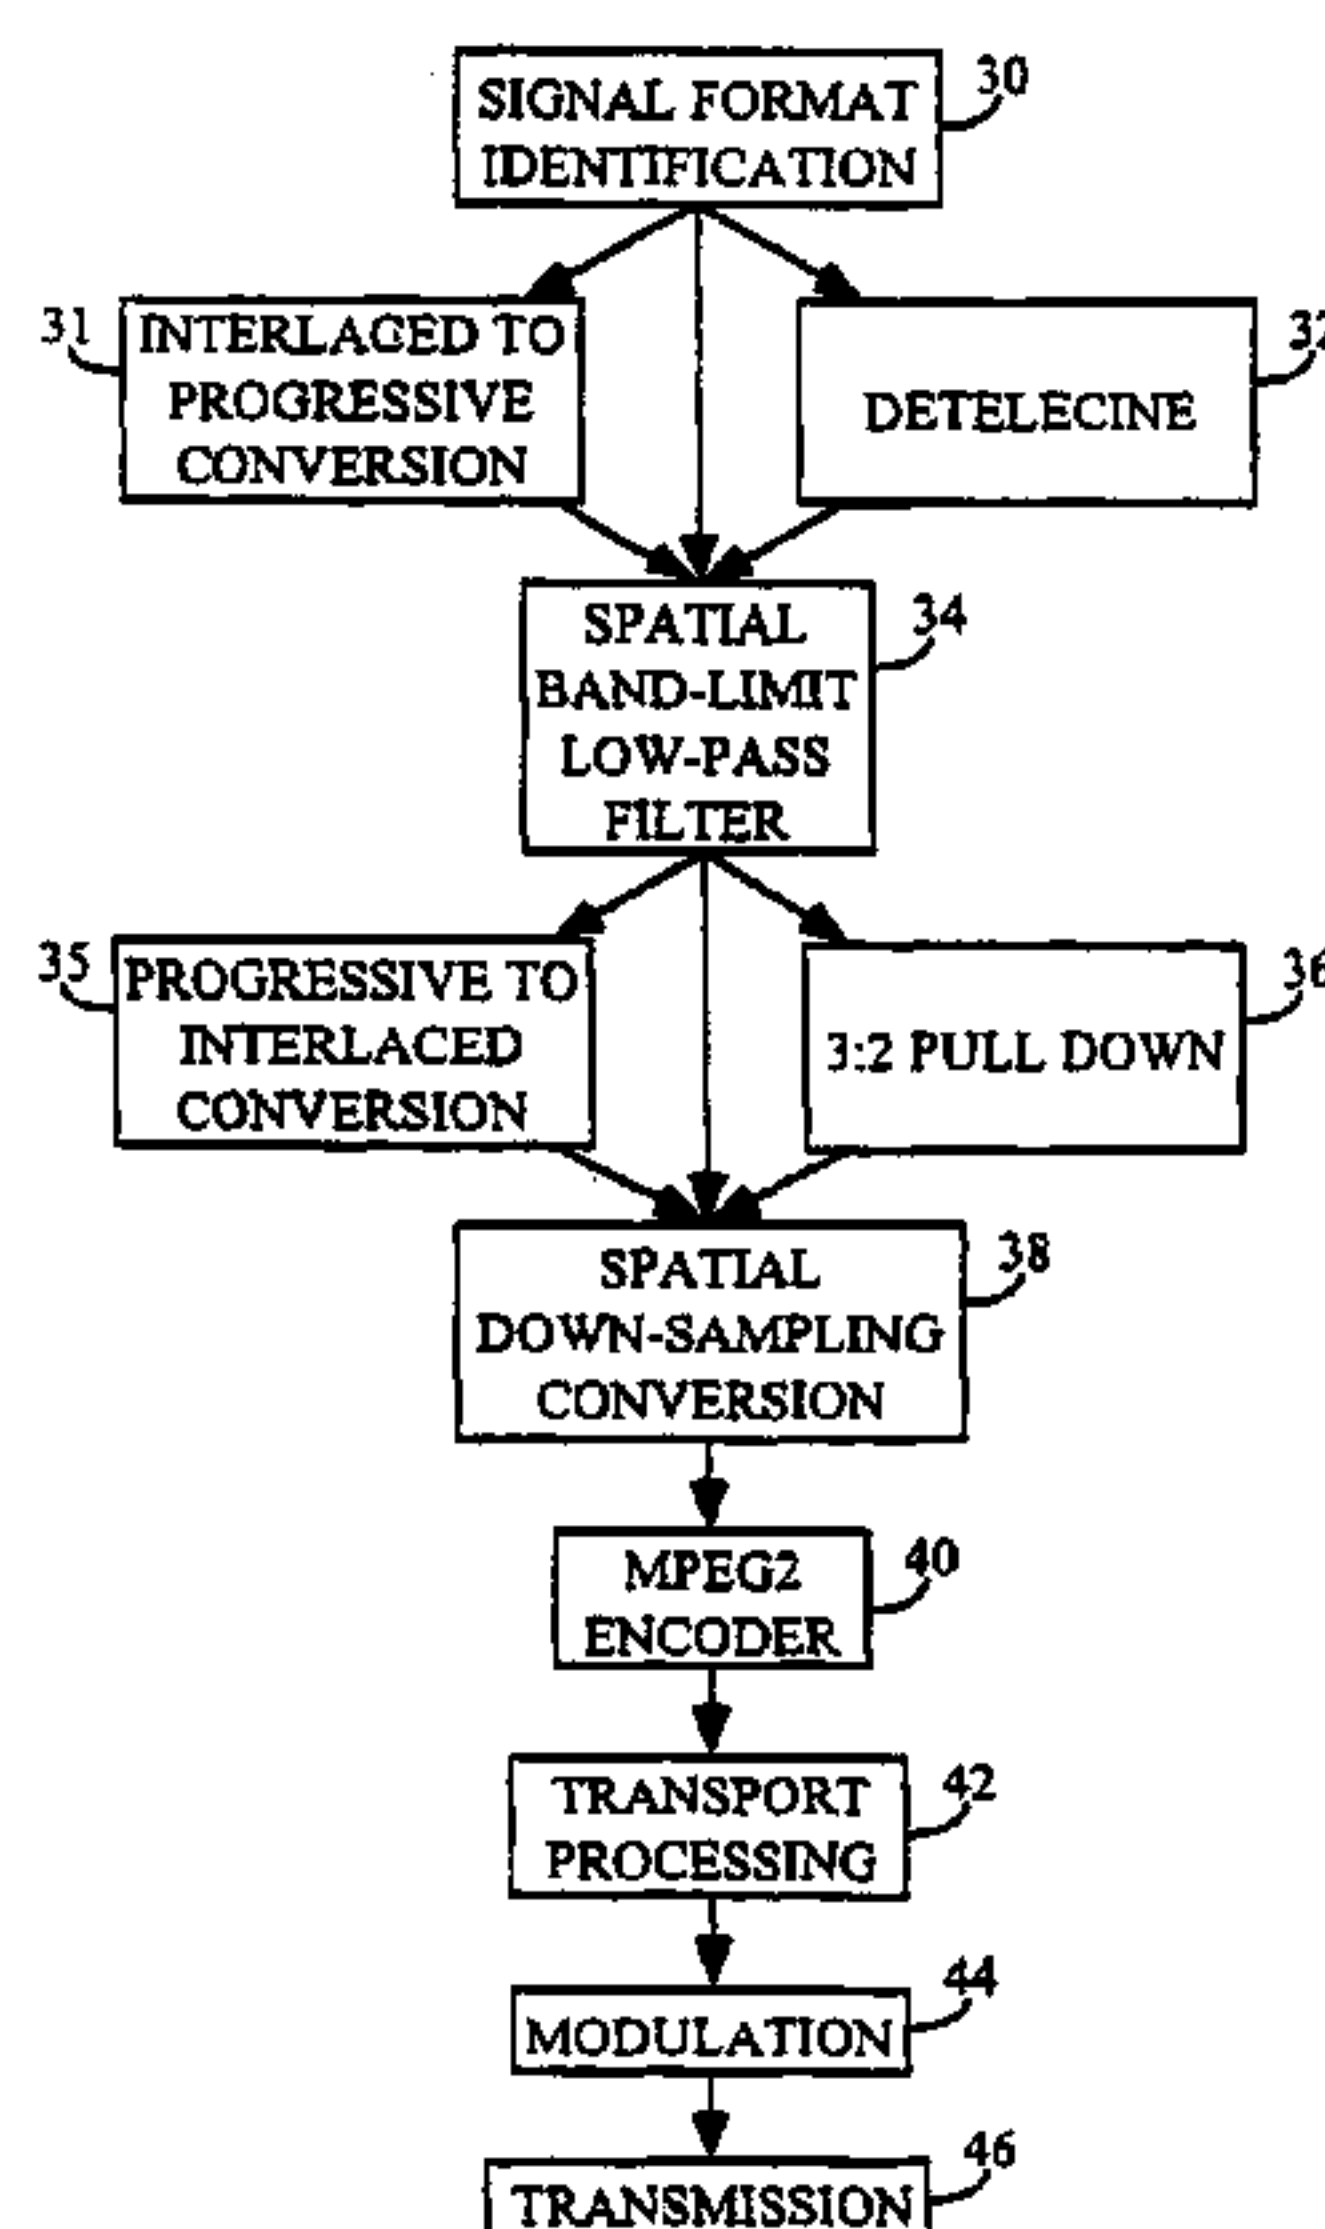 SIGNAL FORMAT
IDENTIFICATION
30
31
INTERLACED TO
PROGRESSIVE
CONVERSION
DETELECINE
32
SPATIAL
BAND-LIMIT
LOW-PASS
FILTER
34
35
PROGRESSIVE TO
INTERLACED
CONVERSION
3:2 PULL DOWN
36
SPATIAL
DOWN-SAMPLING
CONVERSION
38
MPEG2
ENCODER
40
TRANSPORT
PROCESSING
42
MODULATION
44
TRANSMISSION
46